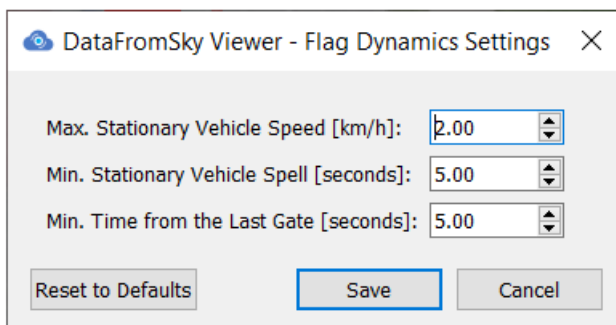 DataFromSky Viewer - Flag Dynamics Settings
Max. Stationary Vehicle Speed [km/h]: 2.00
Min. Stationary Vehicle Spell [seconds]: 5.00
Min. Time from the Last Gate [seconds]: 5.00
Reset to Defaults Save Cancel